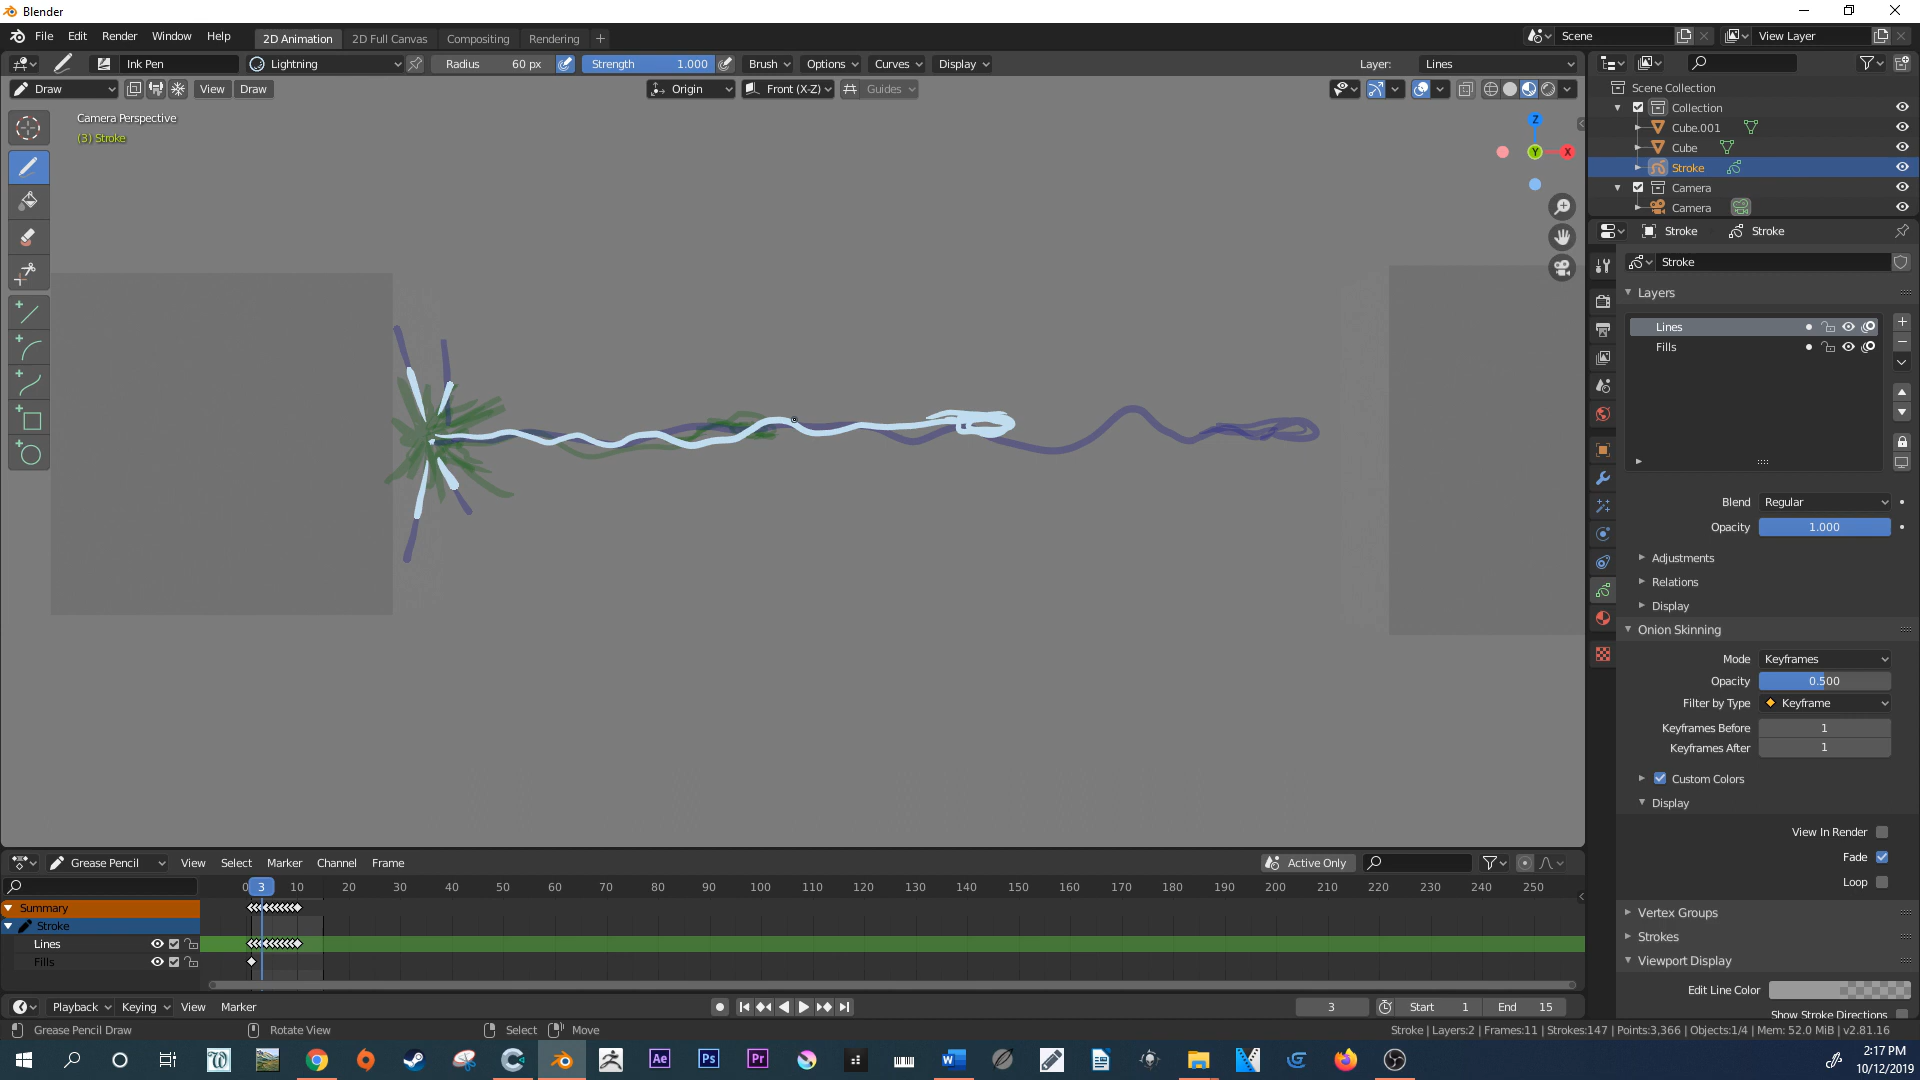 Blender
File Edit Render Window Help
2D Animation 2D Full Canvas Compositing Rendering +
Scene View Layer
Ink Pen Lightning Radius 60 px Strength 1.000 Brush Options Curves Display Layer: Lines
Draw View Draw Origin Front (X-Z) Guides
Camera Perspective
(3) Stroke
Z
Y
X
Scene Collection
Collection
Cube.001
Cube
Stroke
Camera
Camera
Stroke Stroke
Stroke
Layers
Lines
Fills
Blend Regular
Opacity 1.000
Adjustments
Relations
Display
Onion Skinning
Mode Keyframes
Opacity 0.500
Filter by Type Keyframe
Keyframes Before 1
Keyframes After 1
Custom Colors
Display
View In Render
Fade
Loop
Vertex Groups
Strokes
Viewport Display
Edit Line Color
Show Stroke Directions
Grease Pencil View Select Marker Channel Frame Active Only
0 3 10 20 30 40 50 60 70 80 90 100 110 120 130 140 150 160 170 180 190 200 210 220 230 240 250
Summary
Stroke
Lines
Fills
Playback Keying View Marker 3 Start 1 End 15
Grease Pencil Draw Rotate View Select Move Stroke | Layers:2 | Frames:11 | Strokes:147 | Points:3,366 | Objects:1/4 | Mem: 52.0 MiB | v2.81.16
Ae Ps Pr
2:17 PM
10/12/2019